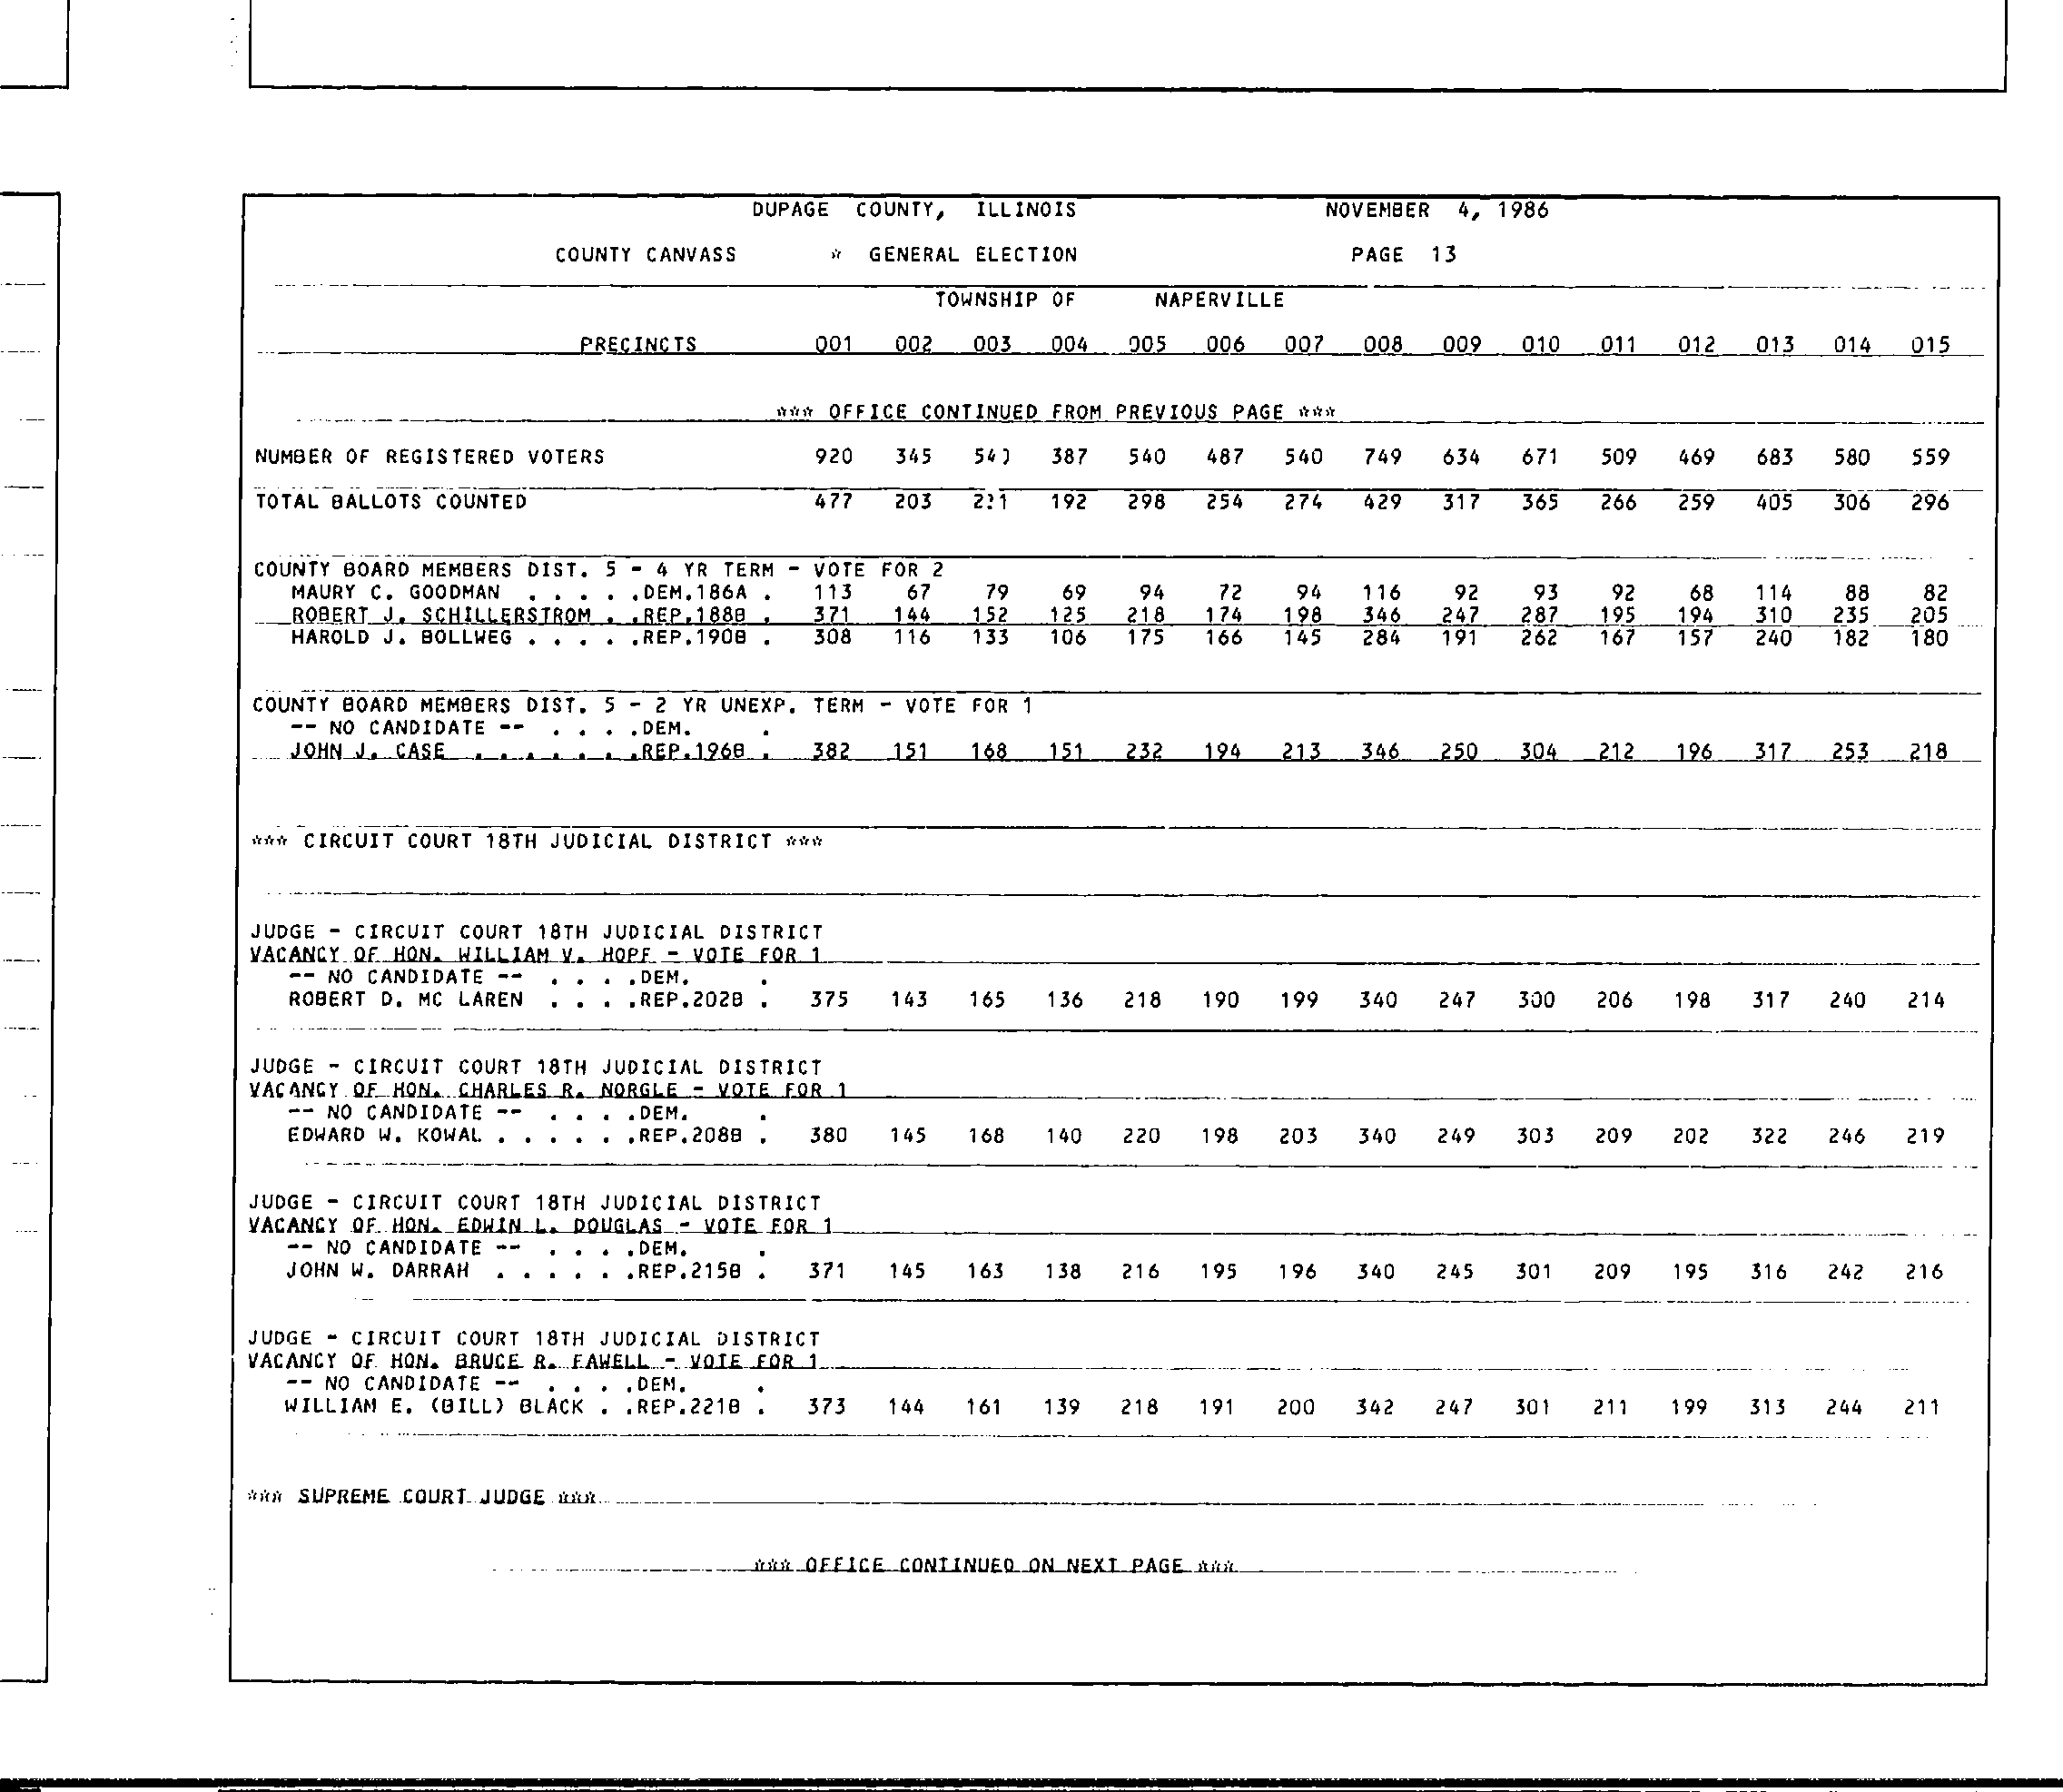 DUPAGE COUNTY, ILLINOIS NOVEMBER 4, 1986
COUNTY CANVASS * GENERAL ELECTION PAGE 13
TOWNSHIP OF NAPERVILLE
PRECINCTS 001 002 003 004 005 006 007 008 009 010 011 012 013 014 015
*** OFFICE CONTINUED FROM PREVIOUS PAGE ***
NUMBER OF REGISTERED VOTERS 920 345 387 540 487 540 749 634 671 509 469 683 580 559
TOTAL BALLOTS COUNTED 477 203 192 298 254 274 429 317 365 266 259 405 306 296
COUNTY BOARD MEMBERS DIST. 5 - 4 YR TERM - VOTE FOR 2
MAURY C. GOODMAN . . . . .DEM.186A . 113 67 79 69 94 72 94 116 92 93 92 68 114 88 82
ROBERT J. SCHILLERSTROM . .REP.188B . 371 144 152 125 218 174 198 346 247 287 195 194 310 235 205
HAROLD J. BOLLWEG . . . . .REP.190B . 308 116 133 106 175 166 145 284 191 262 167 157 240 182 180
COUNTY BOARD MEMBERS DIST. 5 - 2 YR UNEXP. TERM - VOTE FOR 1
-- NO CANDIDATE -- . . . .DEM. .
JOHN J. CASE . . . . . . .REP.196B . 382 151 168 151 232 194 213 346 250 304 212 196 317 253 218
*** CIRCUIT COURT 18TH JUDICIAL DISTRICT ***
JUDGE - CIRCUIT COURT 18TH JUDICIAL DISTRICT
VACANCY OF HON. WILLIAM V. HOPF - VOTE FOR 1
-- NO CANDIDATE -- . . . .DEM. .
ROBERT D. MC LAREN . . . .REP.202B . 375 143 165 136 218 190 199 340 247 300 206 198 317 240 214
JUDGE - CIRCUIT COURT 18TH JUDICIAL DISTRICT
VACANCY OF HON. CHARLES R. NORGLE - VOTE FOR 1
-- NO CANDIDATE -- . . . .DEM. .
EDWARD W. KOWAL . . . . . .REP.208B . 380 145 168 140 220 198 203 340 249 303 209 202 322 246 219
JUDGE - CIRCUIT COURT 18TH JUDICIAL DISTRICT
VACANCY OF HON. EDWIN L. DOUGLAS - VOTE FOR 1
-- NO CANDIDATE -- . . . .DEM. .
JOHN W. DARRAH . . . . . .REP.215B . 371 145 163 138 216 195 196 340 245 301 209 195 316 242 216
JUDGE - CIRCUIT COURT 18TH JUDICIAL DISTRICT
VACANCY OF HON. BRUCE R. FAWELL - VOTE FOR 1
-- NO CANDIDATE -- . . . .DEM. .
WILLIAM E. (BILL) BLACK . .REP.221B . 373 144 161 139 218 191 200 342 247 301 211 199 313 244 211
*** SUPREME COURT JUDGE ***
*** OFFICE CONTINUED ON NEXT PAGE ***